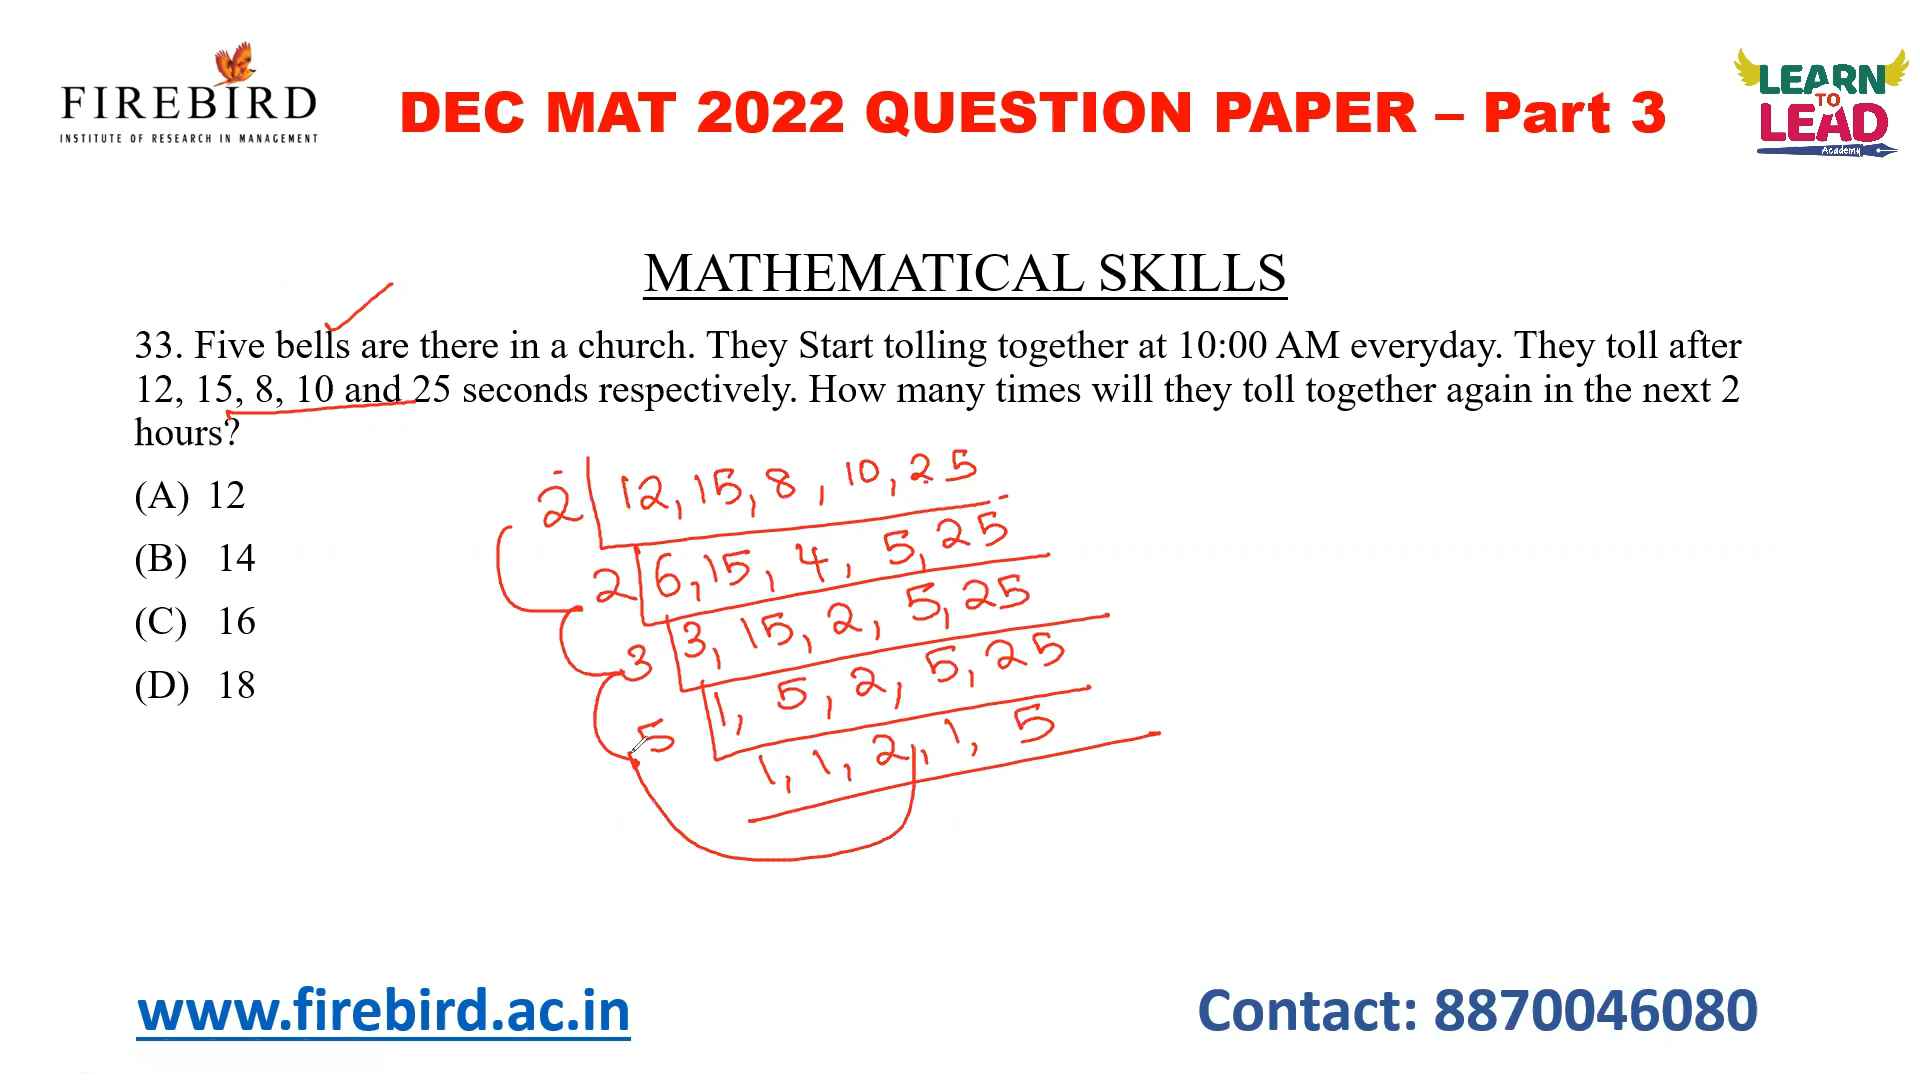 FIREBIRD
INSTITUTE OF RESEARCH IN MANAGEMENT
DEC MAT 2022 QUESTION PAPER – Part 3
LEARN
TO
LEAD
Academy
MATHEMATICAL SKILLS
33. Five bells are there in a church. They Start tolling together at 10:00 AM everyday. They toll after
12, 15, 8, 10 and 25 seconds respectively. How many times will they toll together again in the next 2
hours?
(A) 12
(B) 14
(C) 16
(D) 18
2 12, 15, 8, 10, 25
2 6, 15, 4, 5, 25
3 3, 15, 2, 5, 25
5 1, 5, 2, 5, 25
1, 1, 2, 1, 5
www.firebird.ac.in
Contact: 8870046080